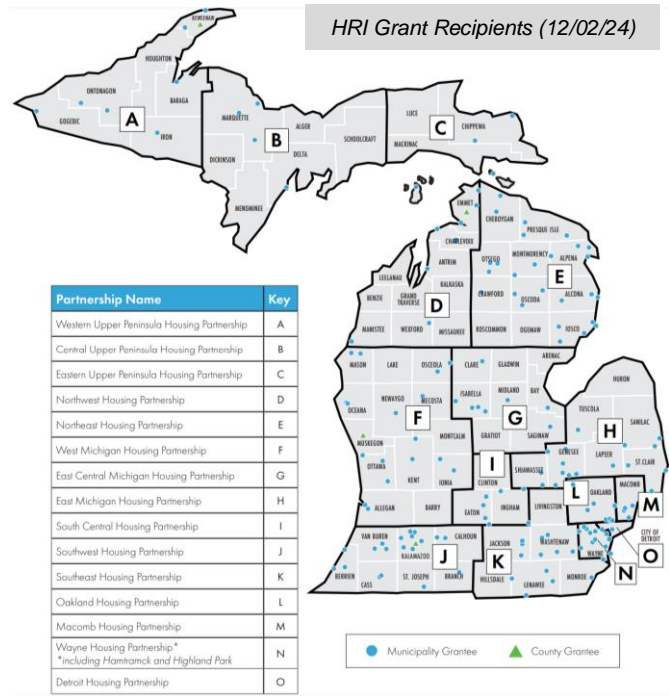 HRI Grant Recipients (12/02/24)
KEWEENAW
HOUGHTON
ONTONAGON
BARAGA
GOGEBIC
A
IRON
MARQUETTE
ALGER
B
SCHOOLCRAFT
DICKINSON
DELTA
MENOMINEE
LUCE
C
CHIPPEWA
MACKINAC
EMMET
CHEBOYGAN
PRESQUE ISLE
CHARLEVOIX
ANTRIM
OTSEGO
MONTMORENCY
ALPENA
LEELANAU
KALKASKA
E
BENZIE
GRAND TRAVERSE
D
CRAWFORD
OSCODA
ALCONA
MANISTEE
WEXFORD
MISSAUKEE
ROSCOMMON
OGEMAW
IOSCO
MASON
LAKE
OSCEOLA
CLARE
GLADWIN
ARENAC
HURON
OCEANA
NEWAYGO
MECOSTA
ISABELLA
MIDLAND
BAY
TUSCOLA
SANILAC
F
G
H
MUSKEGON
MONTCALM
GRATIOT
SAGINAW
GENESEE
LAPEER
ST. CLAIR
OTTAWA
KENT
IONIA
I
CLINTON
SHIAWASSEE
L
OAKLAND
MACOMB
M
ALLEGAN
BARRY
EATON
INGHAM
LIVINGSTON
CITY OF
DETROIT
VAN BUREN
KALAMAZOO
CALHOUN
JACKSON
WASHTENAW
WAYNE
O
J
K
N
BERRIEN
CASS
ST. JOSEPH
BRANCH
HILLSDALE
LENAWEE
MONROE
Partnership Name Key
Western Upper Peninsula Housing Partnership A
Central Upper Peninsula Housing Partnership B
Eastern Upper Peninsula Housing Partnership C
Northwest Housing Partnership D
Northeast Housing Partnership E
West Michigan Housing Partnership F
East Central Michigan Housing Partnership G
East Michigan Housing Partnership H
South Central Housing Partnership I
Southwest Housing Partnership J
Southeast Housing Partnership K
Oakland Housing Partnership L
Macomb Housing Partnership M
Wayne Housing Partnership* N
*including Hamtramck and Highland Park
Detroit Housing Partnership O
Municipality Grantee County Grantee